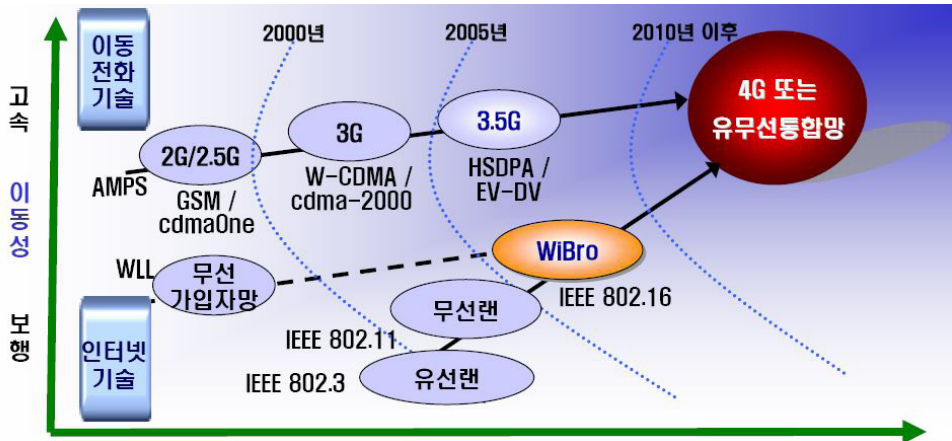 2000년
2005년
2010년 이후
이동
전화
기술
고
속
이
동
성
보
행
4G 또는
유무선통합망
3.5G
3G
2G/2.5G
AMPS
GSM /
cdmaOne
W-CDMA /
cdma-2000
HSDPA /
EV-DV
WLL
무선
가입자망
WiBro
IEEE 802.16
무선랜
IEEE 802.11
유선랜
IEEE 802.3
인터넷
기술